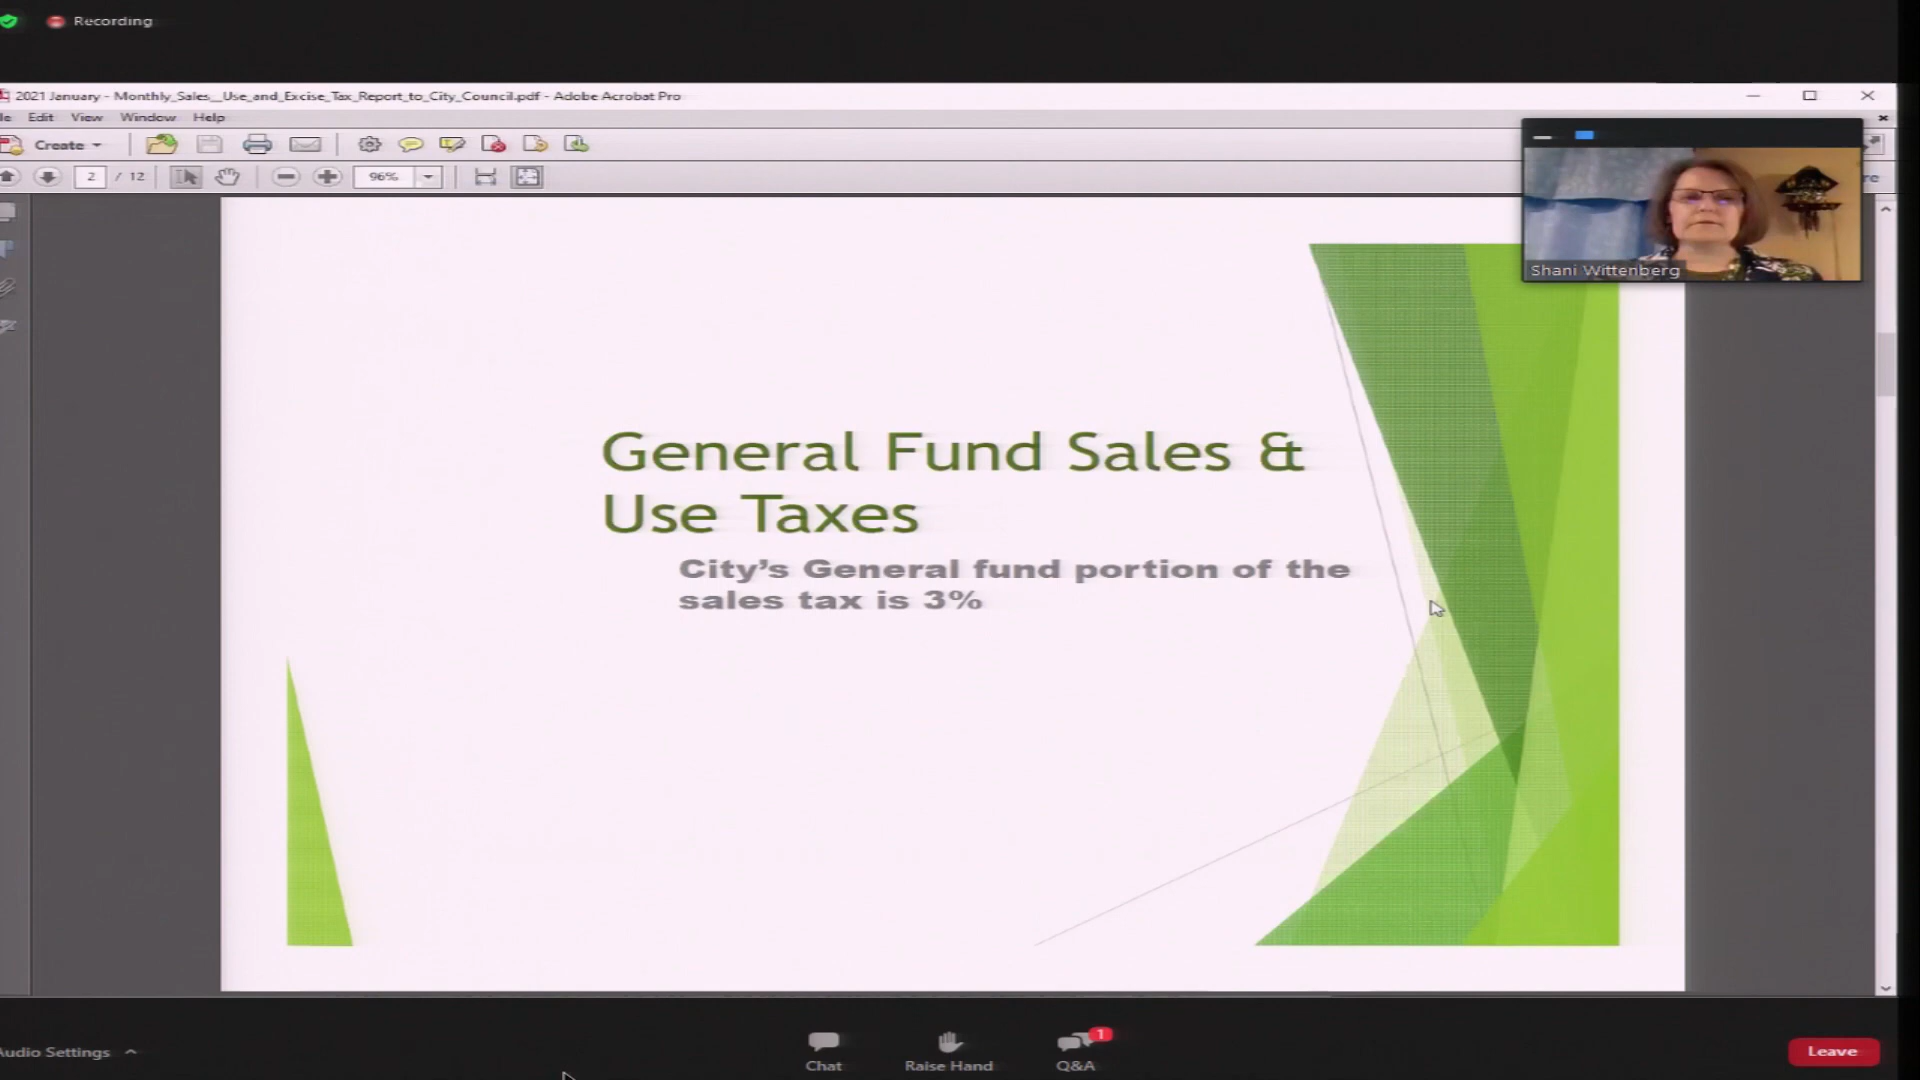 Recording
2021 January - Monthly_Sales__Use_and_Excise_Tax_Report_to_City_Council.pdf - Adobe Acrobat Pro
Edit View Window Help
Create
2 / 12
96%
Shani Wittenberg
General Fund Sales &
Use Taxes
City's General fund portion of the
sales tax is 3%
Audio Settings
Chat
Raise Hand
1
Q&A
Leave